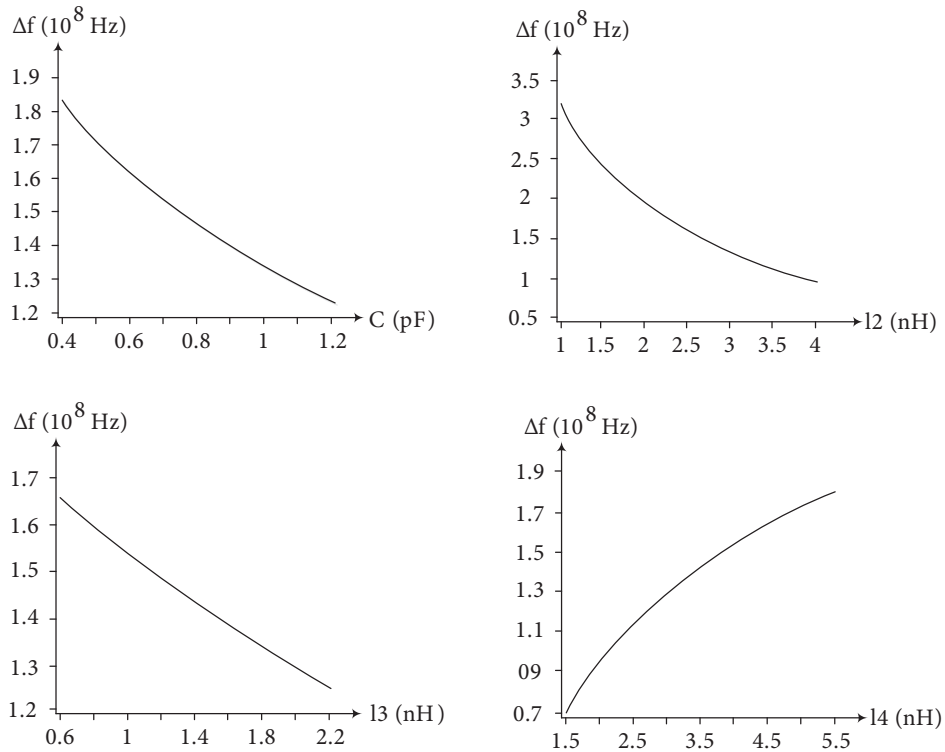 Δf (10^8 Hz)
1.9
1.8
1.7
1.6
1.5
1.4
1.3
1.2
0.4 0.6 0.8 1 1.2
C (pF)
Δf (10^8 Hz)
3.5
3
2.5
2
1.5
1
0.5
1 1.5 2 2.5 3 3.5 4
l2 (nH)
Δf (10^8 Hz)
1.7
1.6
1.5
1.4
1.3
1.2
0.6 1 1.4 1.8 2.2
l3 (nH)
Δf (10^8 Hz)
1.9
1.7
1.5
1.3
1.1
09
0.7
1.5 2.5 3.5 4.5 5.5
l4 (nH)